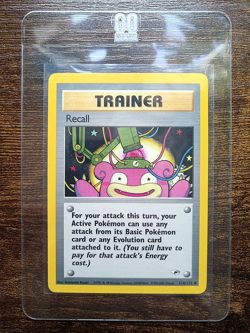 TRAINER
Recall
For your attack this turn, your
Active Pokémon can use any
attack from its Basic Pokémon
card or any Evolution card
attached to it. (You still have to
pay for that attack's Energy
cost.)